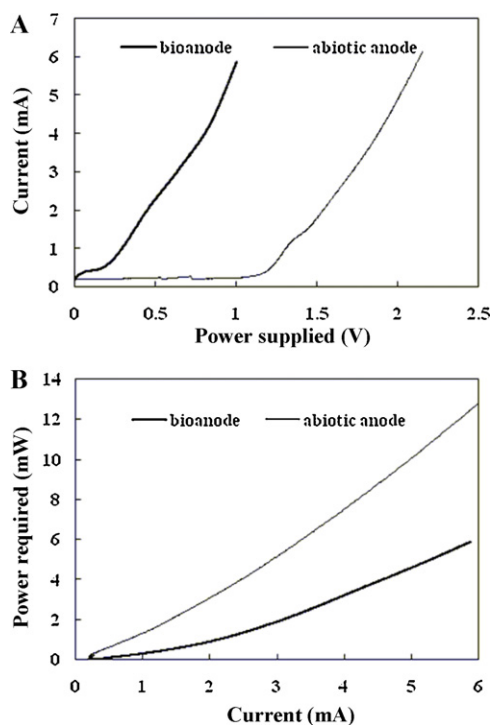 A
bioanode
abiotic anode
Current (mA)
7
6
5
4
3
2
1
0
0
0.5
1
1.5
2
2.5
Power supplied (V)
B
bioanode
abiotic anode
Power required (mW)
14
12
10
8
6
4
2
0
0
1
2
3
4
5
6
Current (mA)